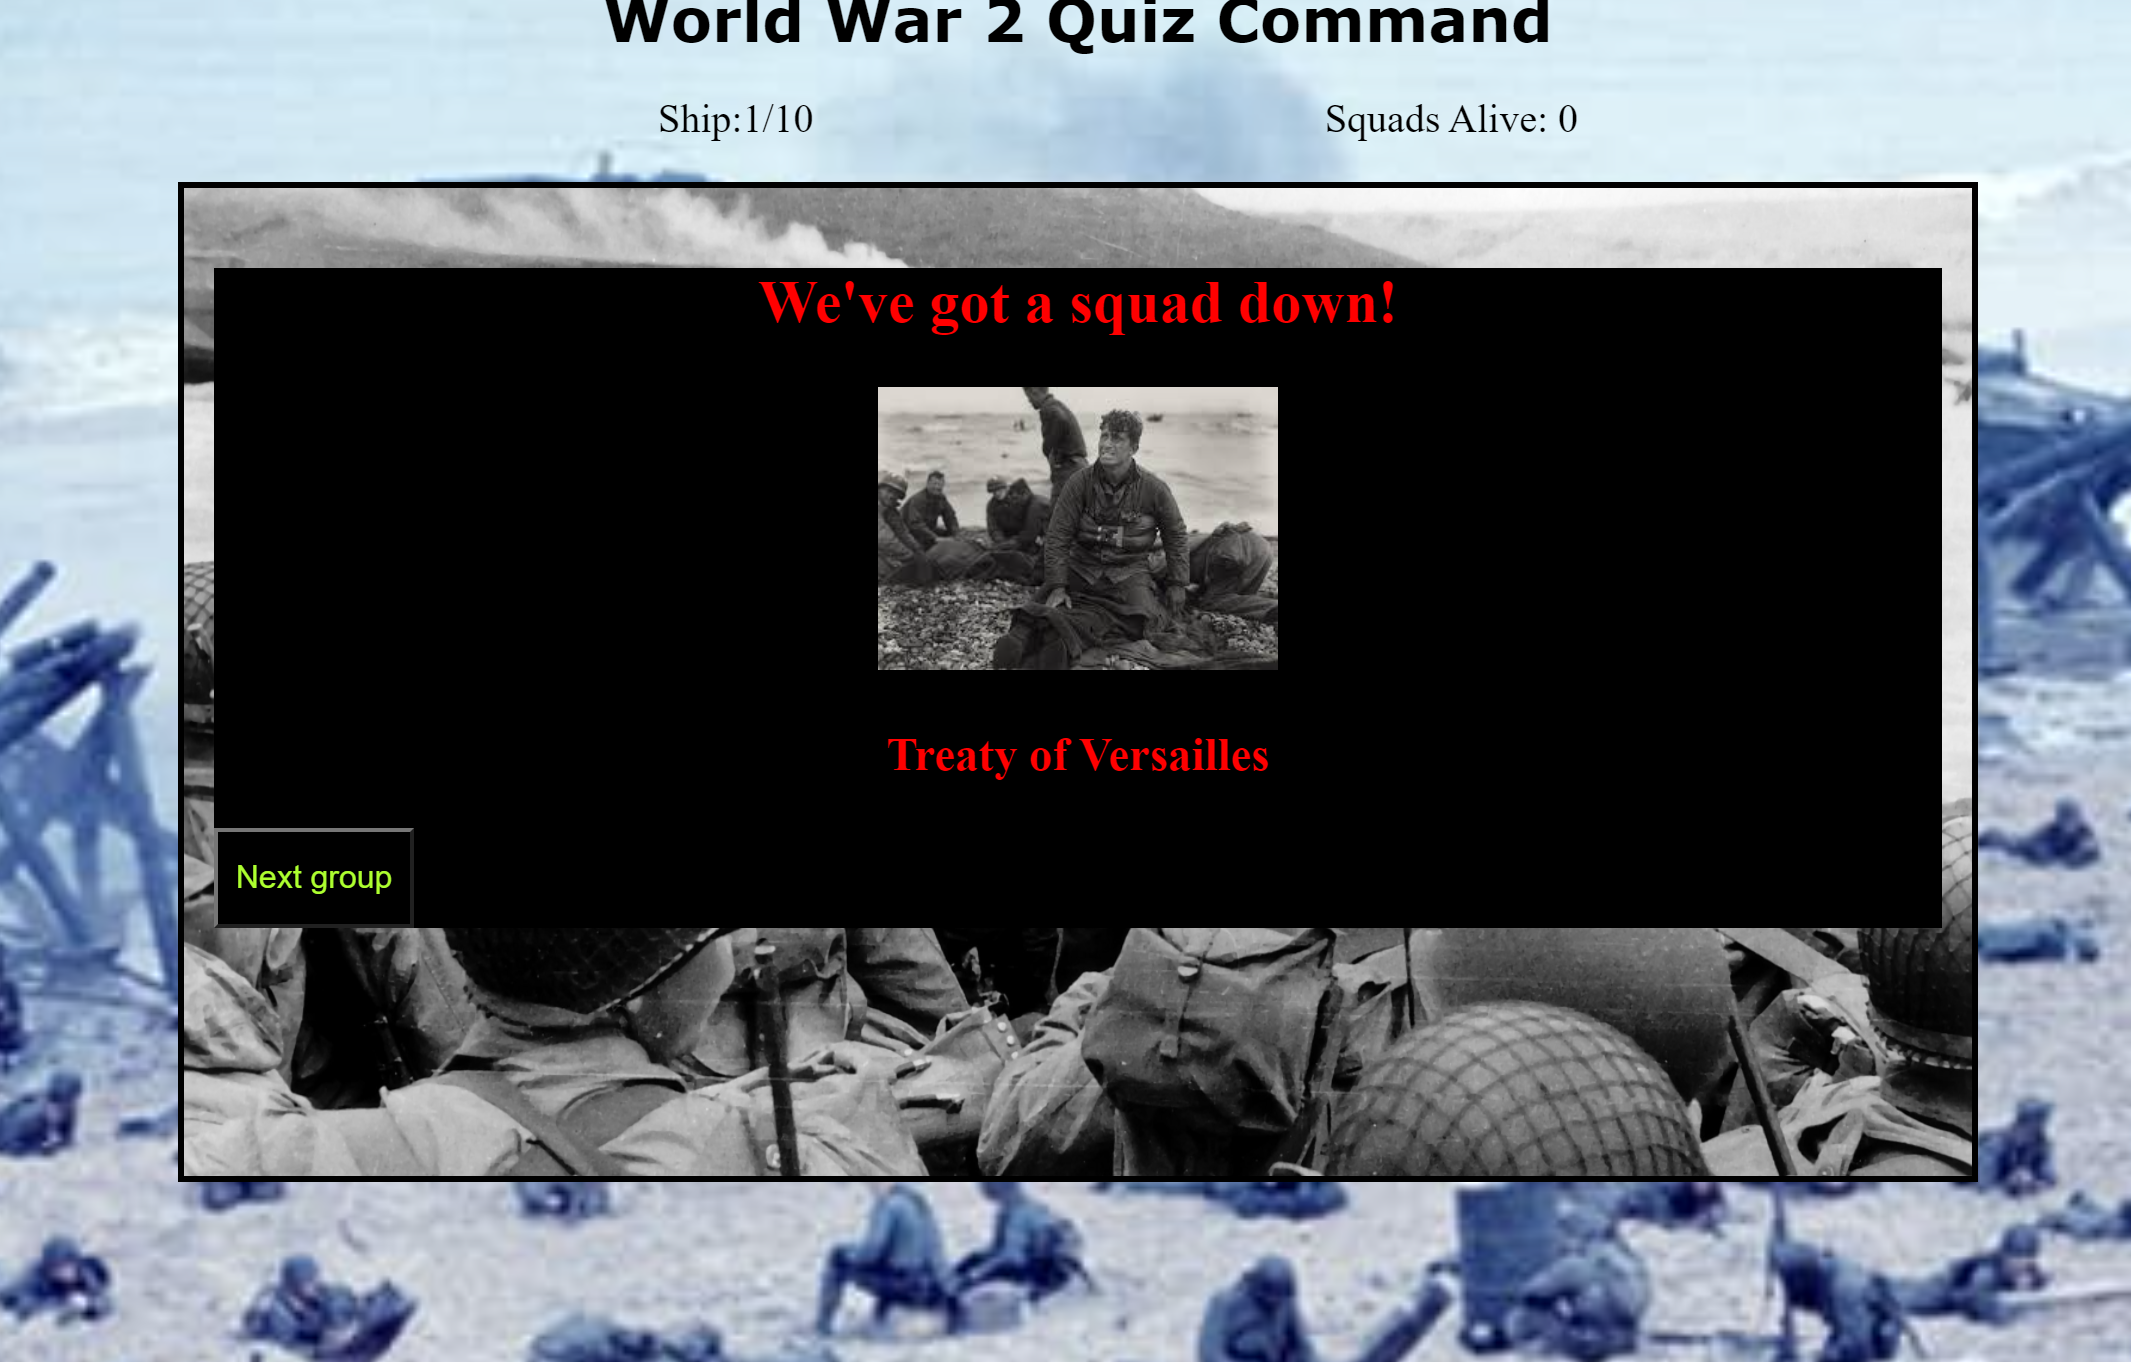 World War 2 Quiz Command
Ship:1/10
Squads Alive: 0
We've got a squad down!
Treaty of Versailles
Next group